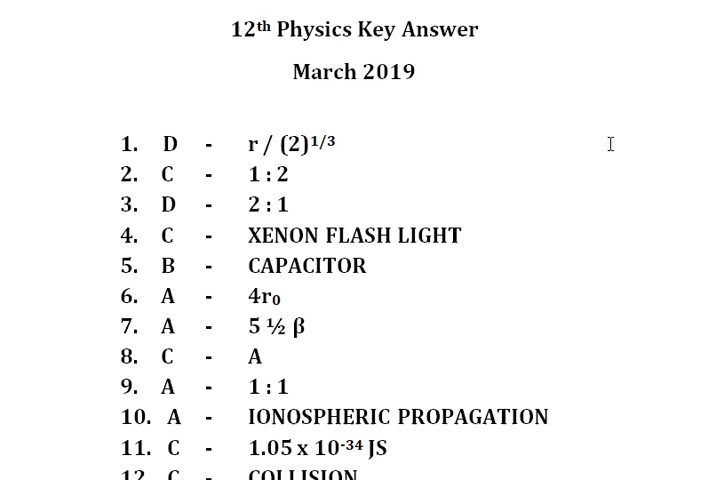 12th Physics Key Answer
March 2019
1. D - r / (2)1/3
2. C - 1 : 2
3. D - 2 : 1
4. C - XENON FLASH LIGHT
5. B - CAPACITOR
6. A - 4r0
7. A - 5 ½ β
8. C - A
9. A - 1 : 1
10. A - IONOSPHERIC PROPAGATION
11. C - 1.05 x 10-34 JS
12. C - COLLISION